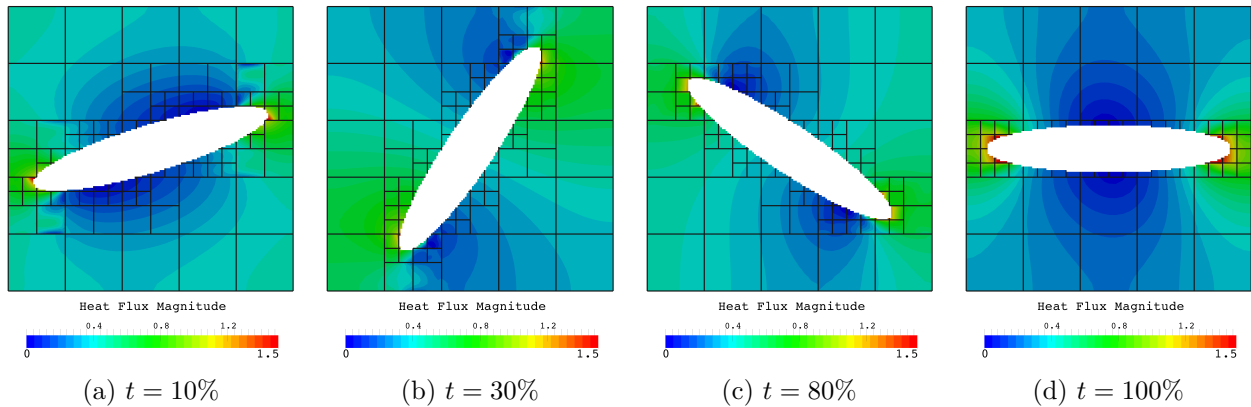 Heat Flux Magnitude Heat Flux Magnitude Heat Flux Magnitude Heat Flux Magnitude
0.4 0.8 1.2 0.4 0.8 1.2 0.4 0.8 1.2 0.4 0.8 1.2
0 1.5 0 1.5 0 1.5 0 1.5
(a) t = 10% (b) t = 30% (c) t = 80% (d) t = 100%